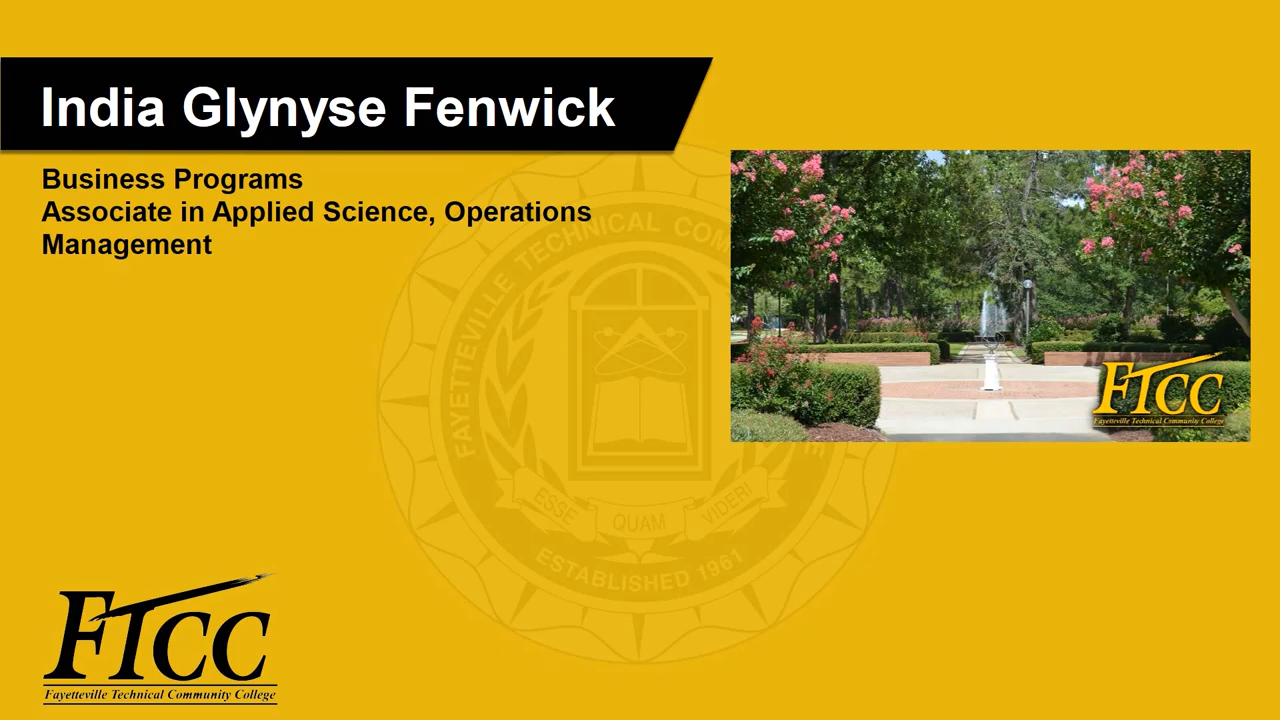 India Glynyse Fenwick
Business Programs
Associate in Applied Science, Operations
Management
FAYETTEVILLE TECHNICAL COM
E
ESSE QUAM VIDERI
ESTABLISHED 1961
FTCC
Fayetteville Technical Community College
FTCC
Fayetteville Technical Community College